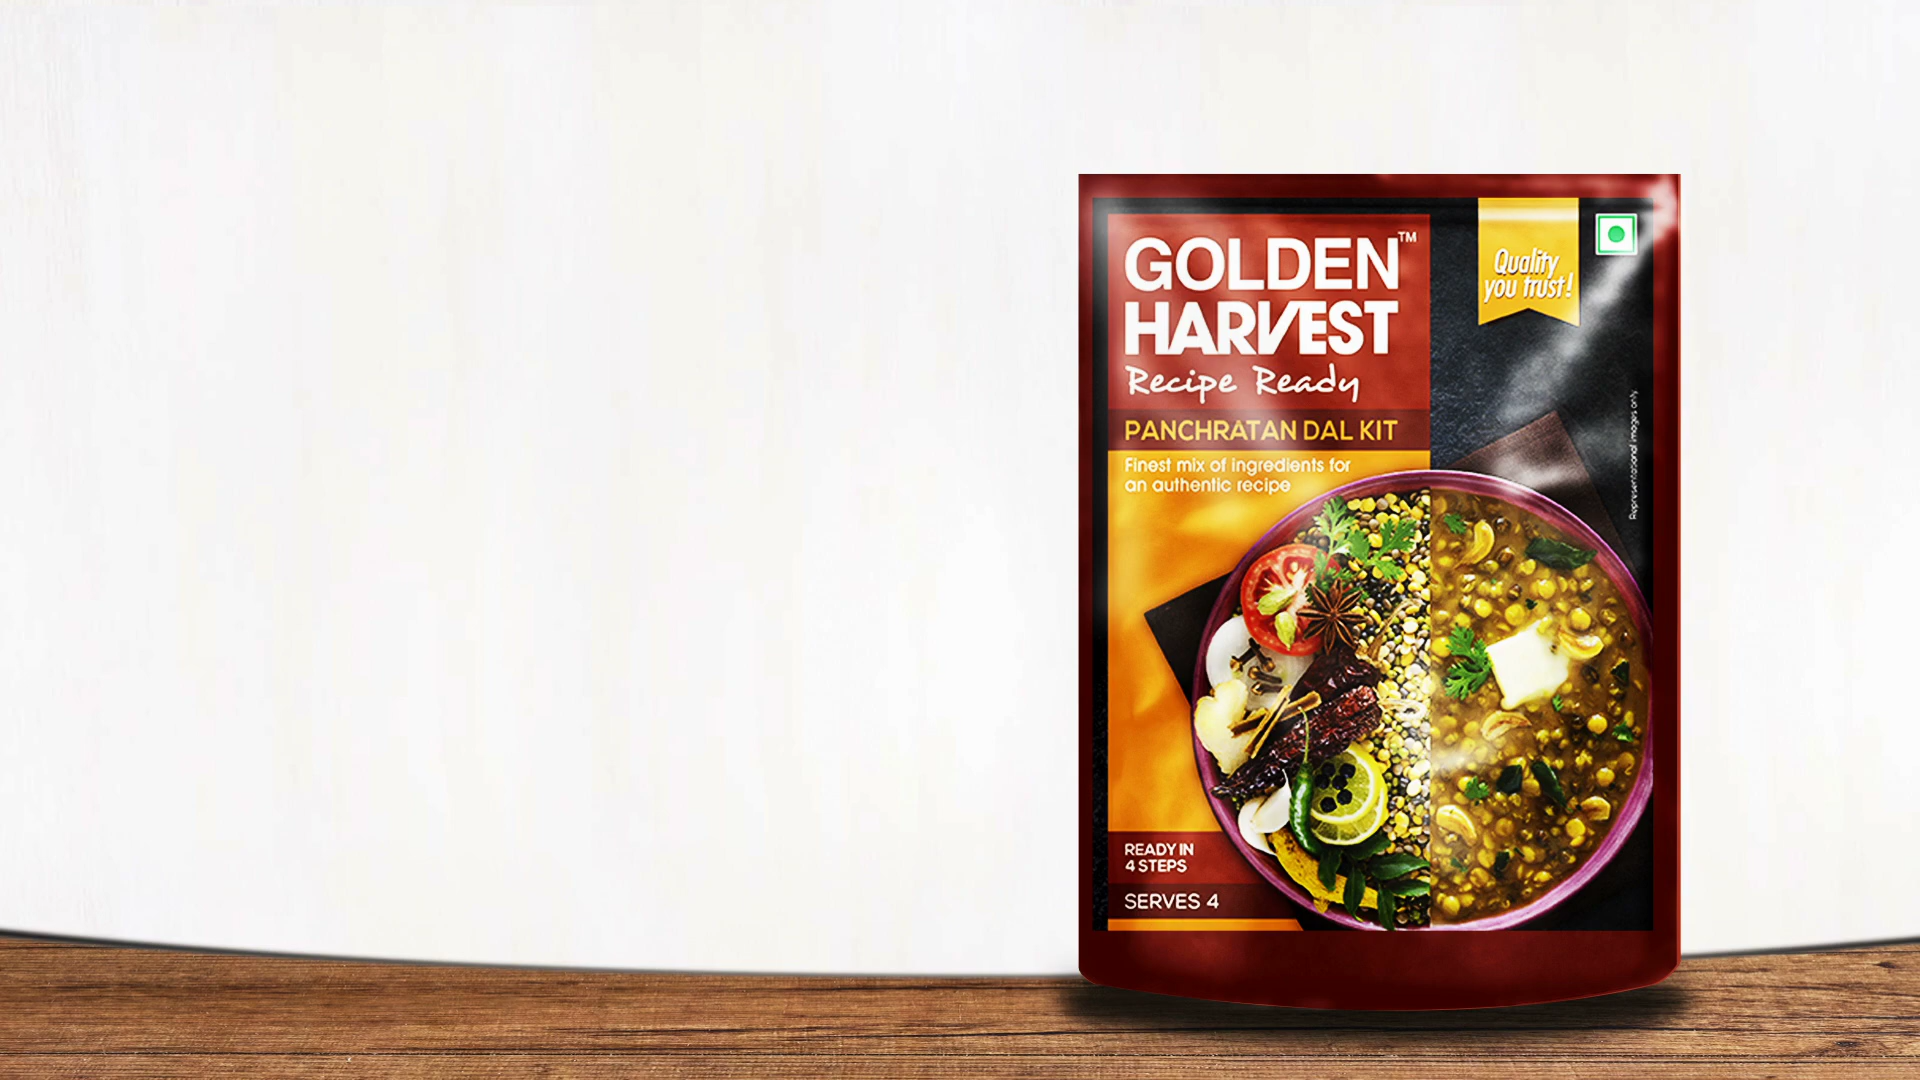 GOLDEN™
HARVEST
Recipe Ready
PANCHRATAN DAL KIT
Finest mix of ingredients for
an authentic recipe
Quality
you trust!
Representational images only.
READY IN
4 STEPS
SERVES 4